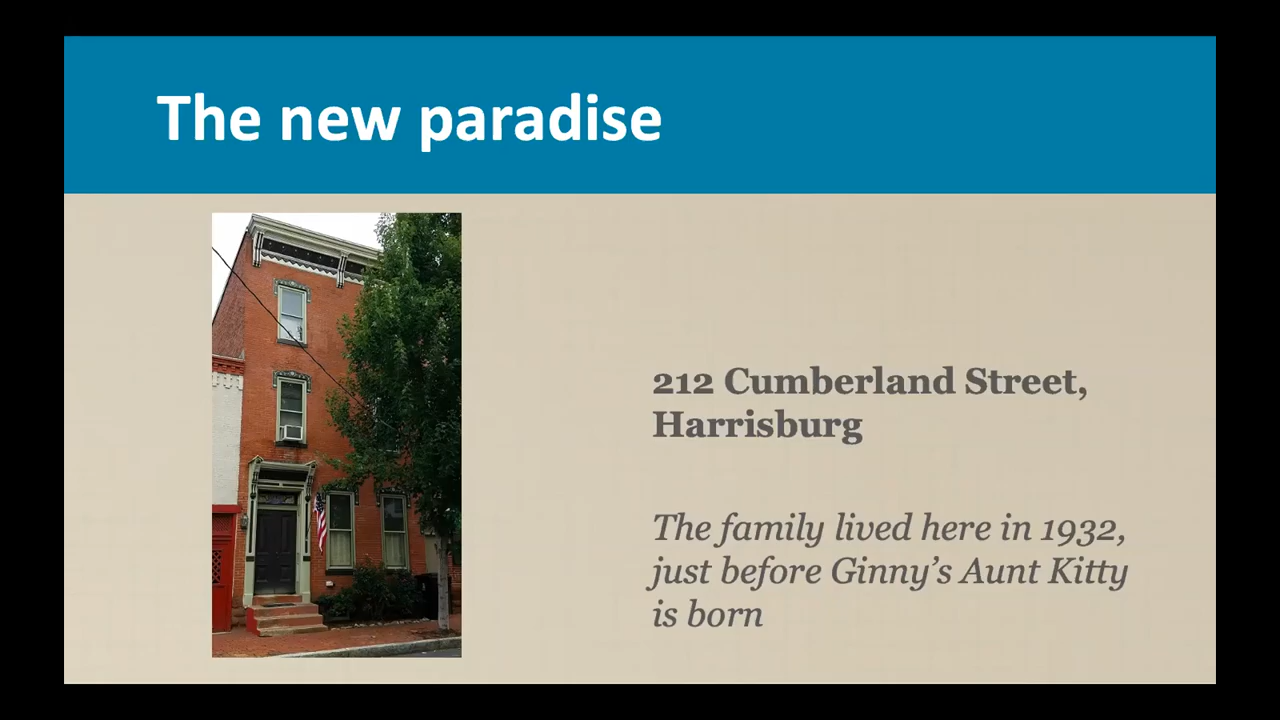 The new paradise
212 Cumberland Street,
Harrisburg
The family lived here in 1932,
just before Ginny’s Aunt Kitty
is born